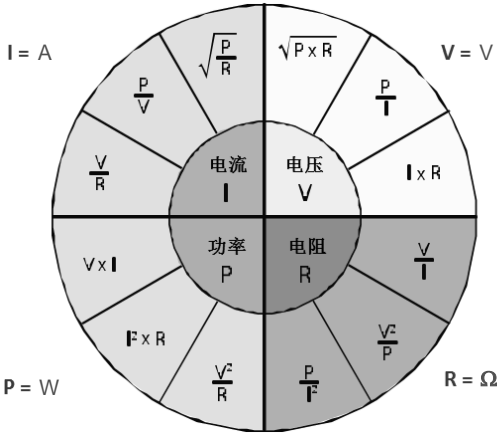 I = A
V = V
√(P/R)
√(P x R)
P/V
P/I
V/R
I x R
电流
I
电压
V
功率
P
电阻
R
V x I
V/I
I² x R
V²/P
V²/R
P/I²
P = W
R = Ω